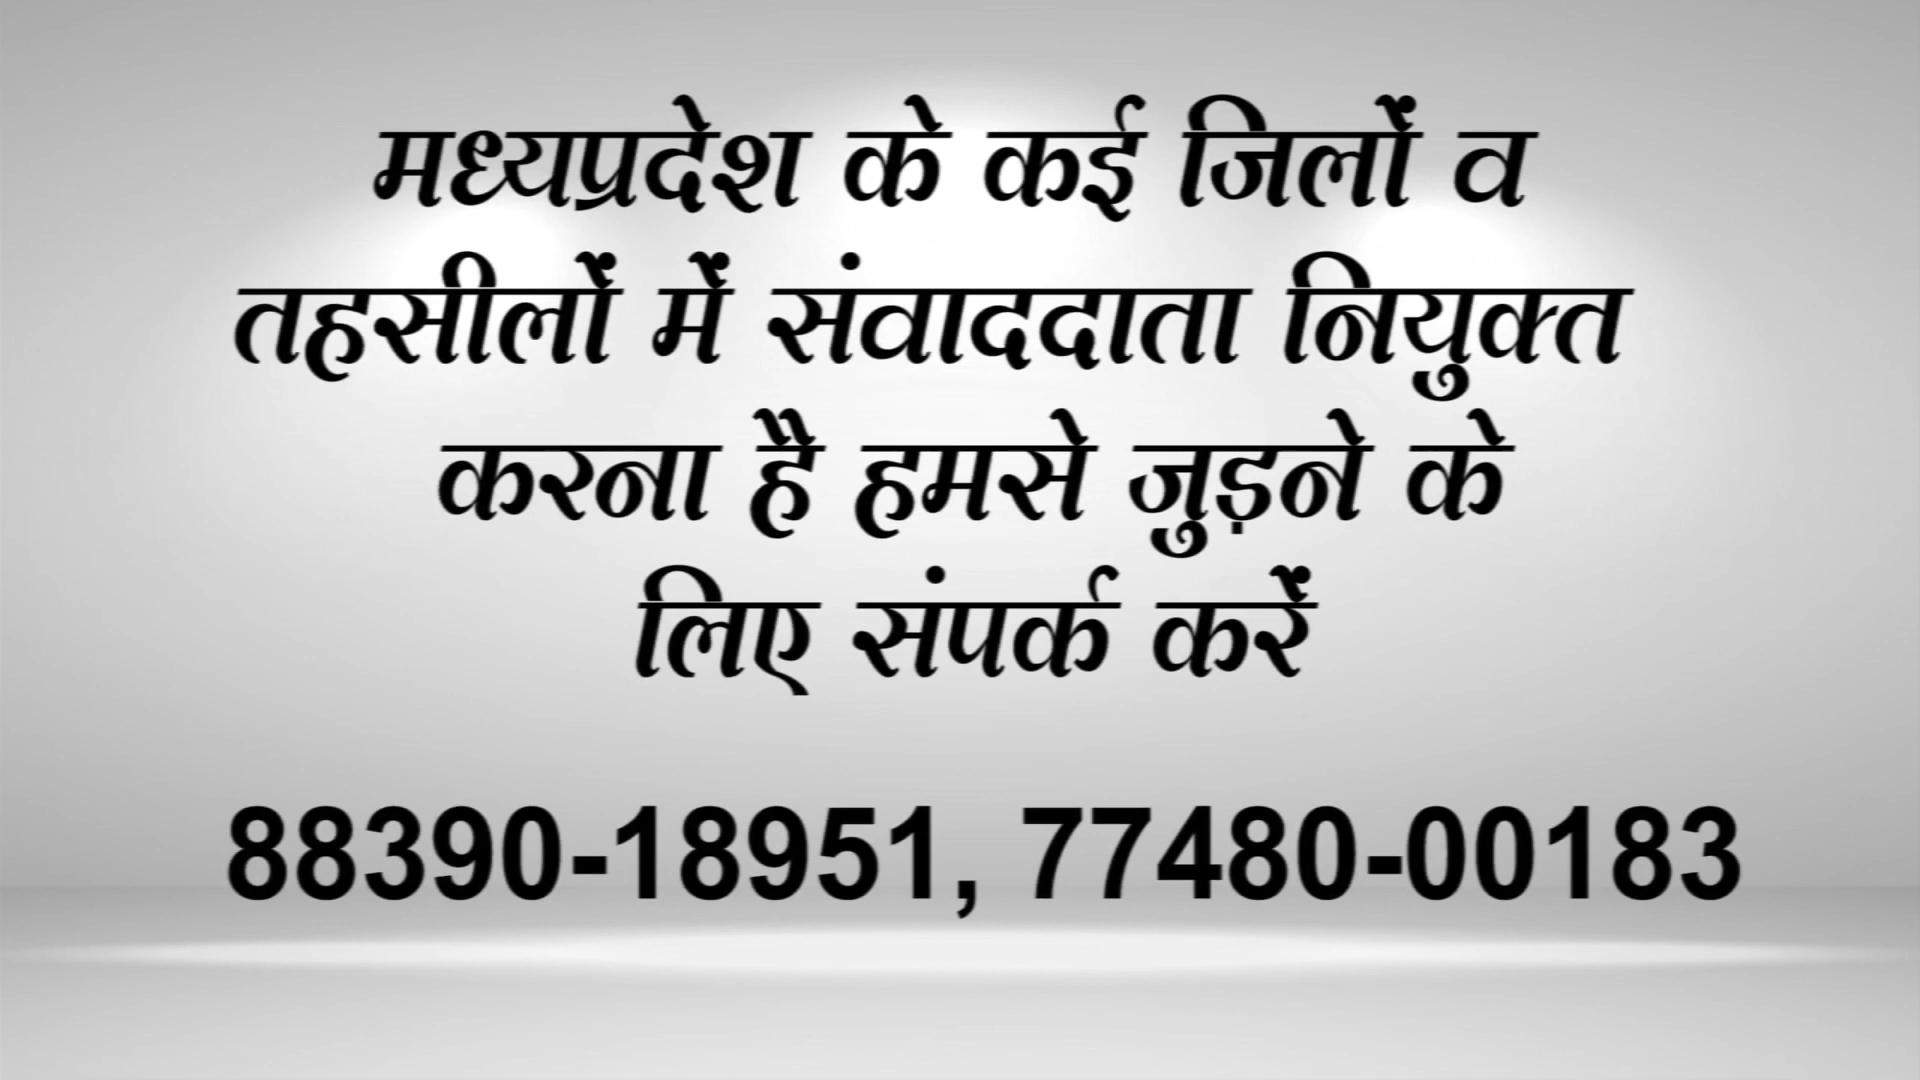 मध्यप्रदेश के कई जिलों व
तहसीलों में संवाददाता नियुक्त
करना है हमसे जुड़ने के
लिए संपर्क करें
88390-18951, 77480-00183